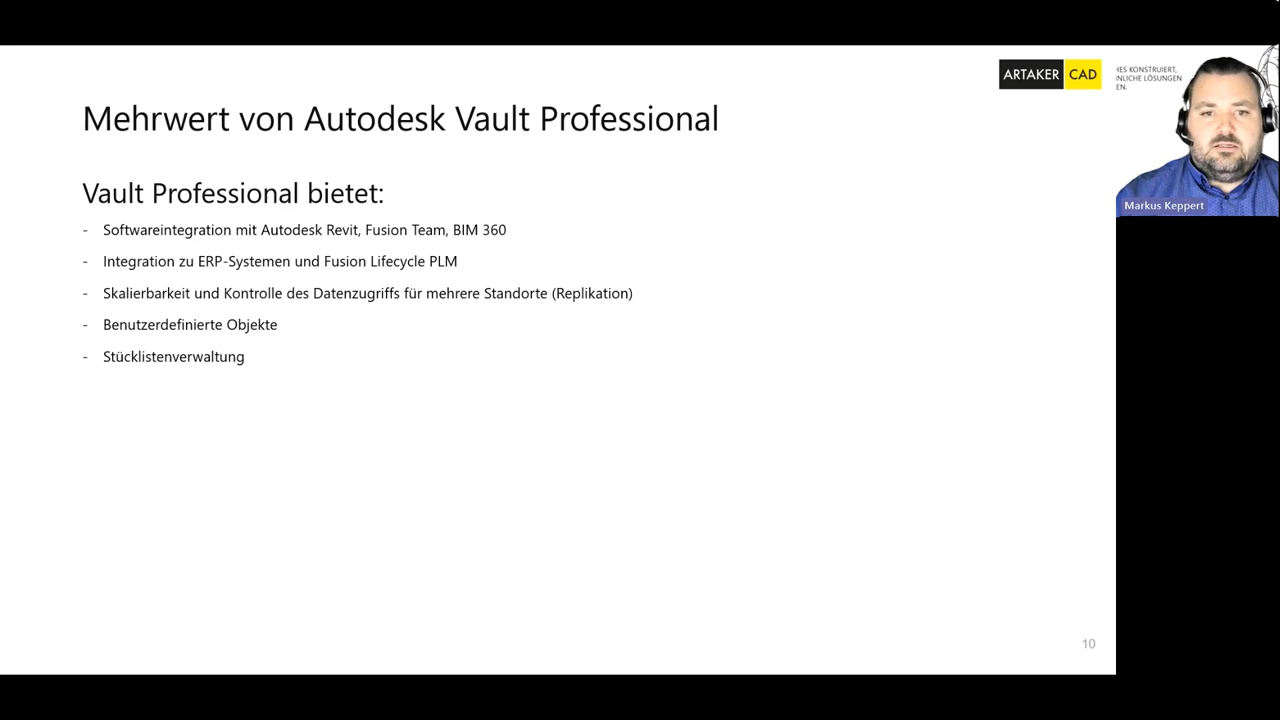 ARTAKER CAD
KONSTRUIERT,
LÖSUNGEN
Mehrwert von Autodesk Vault Professional
Vault Professional bietet:
- Softwareintegration mit Autodesk Revit, Fusion Team, BIM 360
- Integration zu ERP-Systemen und Fusion Lifecycle PLM
- Skalierbarkeit und Kontrolle des Datenzugriffs für mehrere Standorte (Replikation)
- Benutzerdefinierte Objekte
- Stücklistenverwaltung
Markus Keppert
10